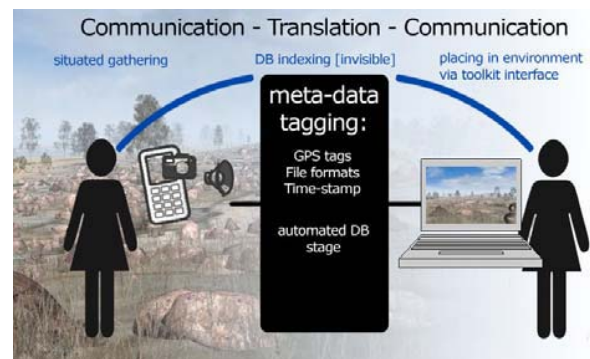 Communication - Translation - Communication
situated gathering
DB indexing [invisible]
placing in environment
via toolkit interface
meta-data
tagging:
GPS tags
File formats
Time-stamp
automated DB
stage